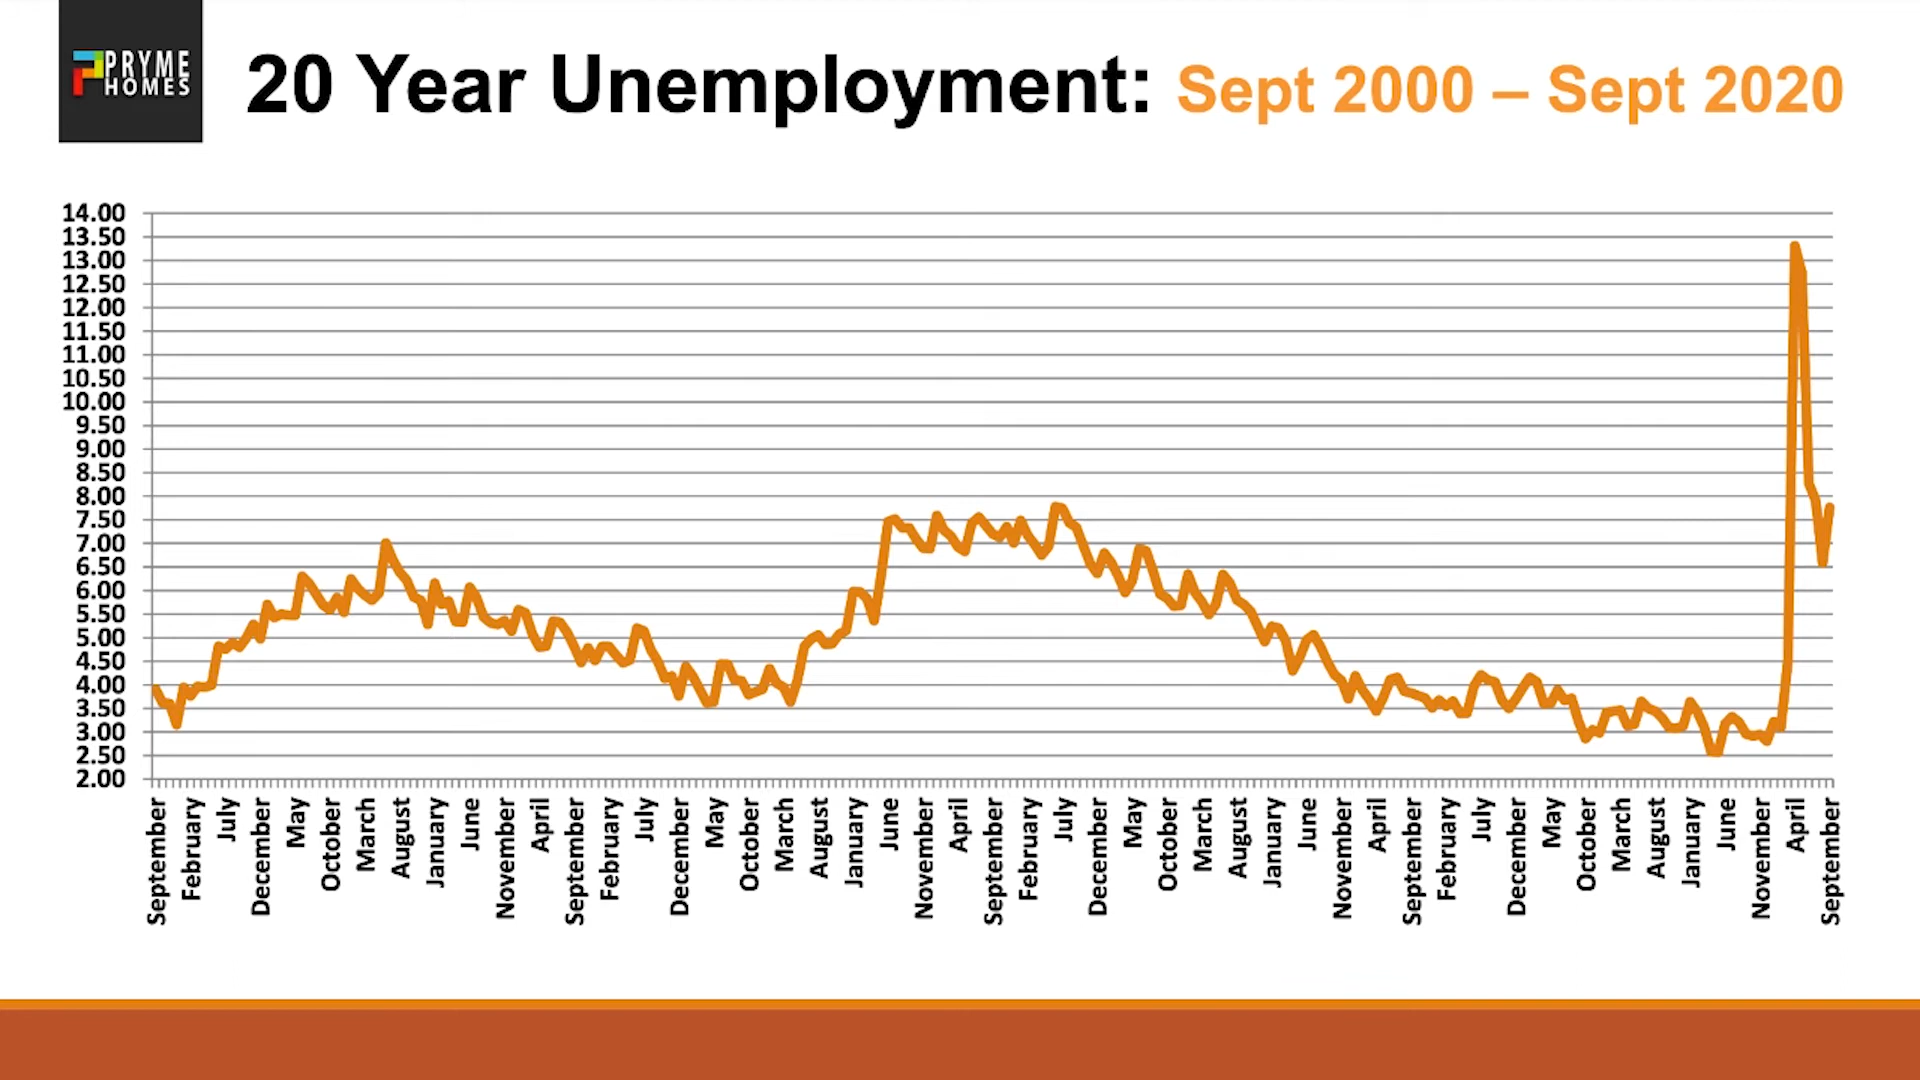 PRYME
HOMES
20 Year Unemployment: Sept 2000 – Sept 2020
14.00
13.50
13.00
12.50
12.00
11.50
11.00
10.50
10.00
9.50
9.00
8.50
8.00
7.50
7.00
6.50
6.00
5.50
5.00
4.50
4.00
3.50
3.00
2.50
2.00
September
February
July
December
May
October
March
August
January
June
November
April
September
February
July
December
May
October
March
August
January
June
November
April
September
February
July
December
May
October
March
August
January
June
November
April
September
February
July
December
May
October
March
August
January
June
November
April
September